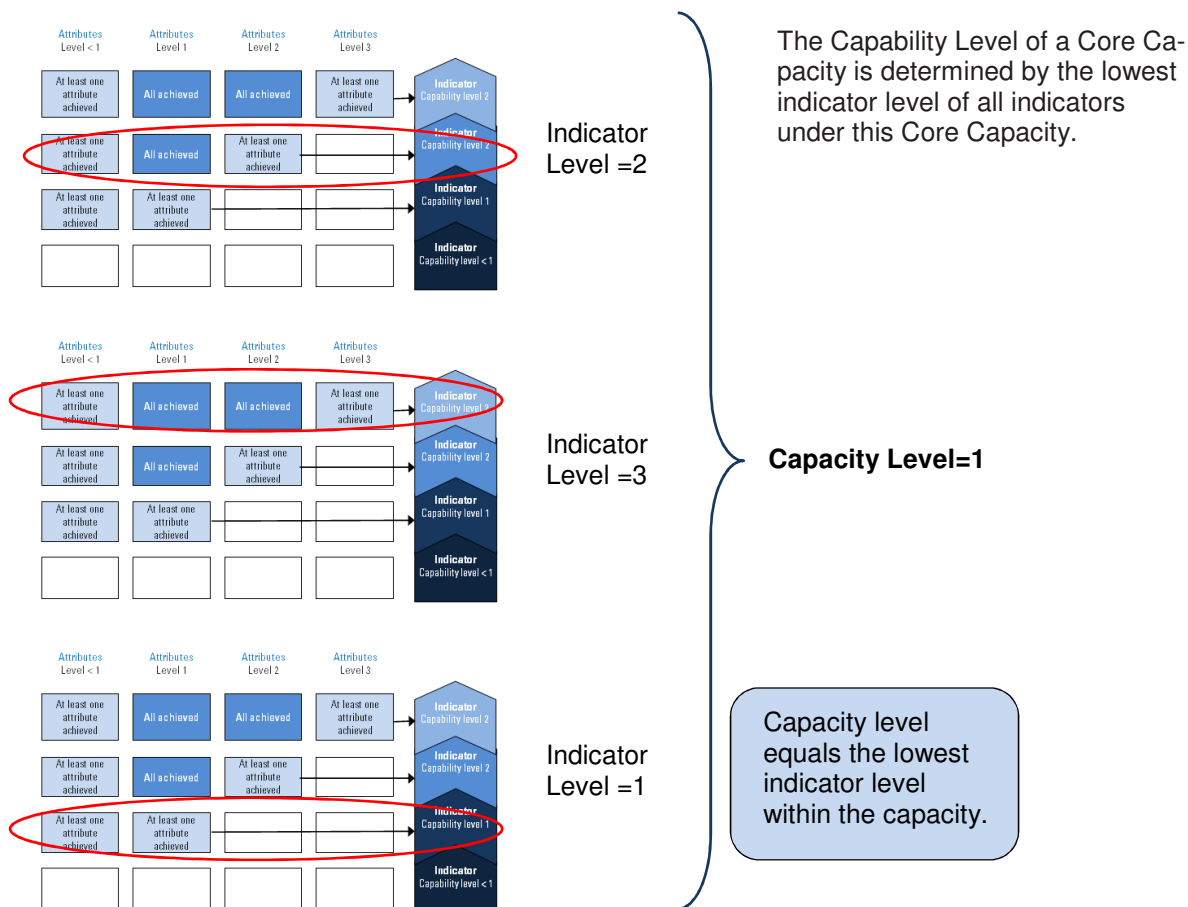 Attributes Level < 1
Attributes Level 1
Attributes Level 2
Attributes Level 3
At least one attribute achieved
All achieved
All achieved
At least one attribute achieved
Indicator
Capability level 2
At least one attribute achieved
All achieved
At least one attribute achieved
Indicator
Capability level 2
At least one attribute achieved
At least one attribute achieved
Indicator
Capability level 1
Indicator
Capability level < 1
Indicator
Level =2
Attributes Level < 1
Attributes Level 1
Attributes Level 2
Attributes Level 3
At least one attribute achieved
All achieved
All achieved
At least one attribute achieved
Indicator
Capability level 2
At least one attribute achieved
All achieved
At least one attribute achieved
Indicator
Capability level 2
At least one attribute achieved
At least one attribute achieved
Indicator
Capability level 1
Indicator
Capability level < 1
Indicator
Level =3
Attributes Level < 1
Attributes Level 1
Attributes Level 2
Attributes Level 3
At least one attribute achieved
All achieved
All achieved
At least one attribute achieved
Indicator
Capability level 2
At least one attribute achieved
All achieved
At least one attribute achieved
Indicator
Capability level 2
At least one attribute achieved
At least one attribute achieved
Indicator
Capability level 1
Indicator
Capability level < 1
Indicator
Level =1
The Capability Level of a Core Ca-
pacity is determined by the lowest
indicator level of all indicators
under this Core Capacity.
Capacity Level=1
Capacity level
equals the lowest
indicator level
within the capacity.